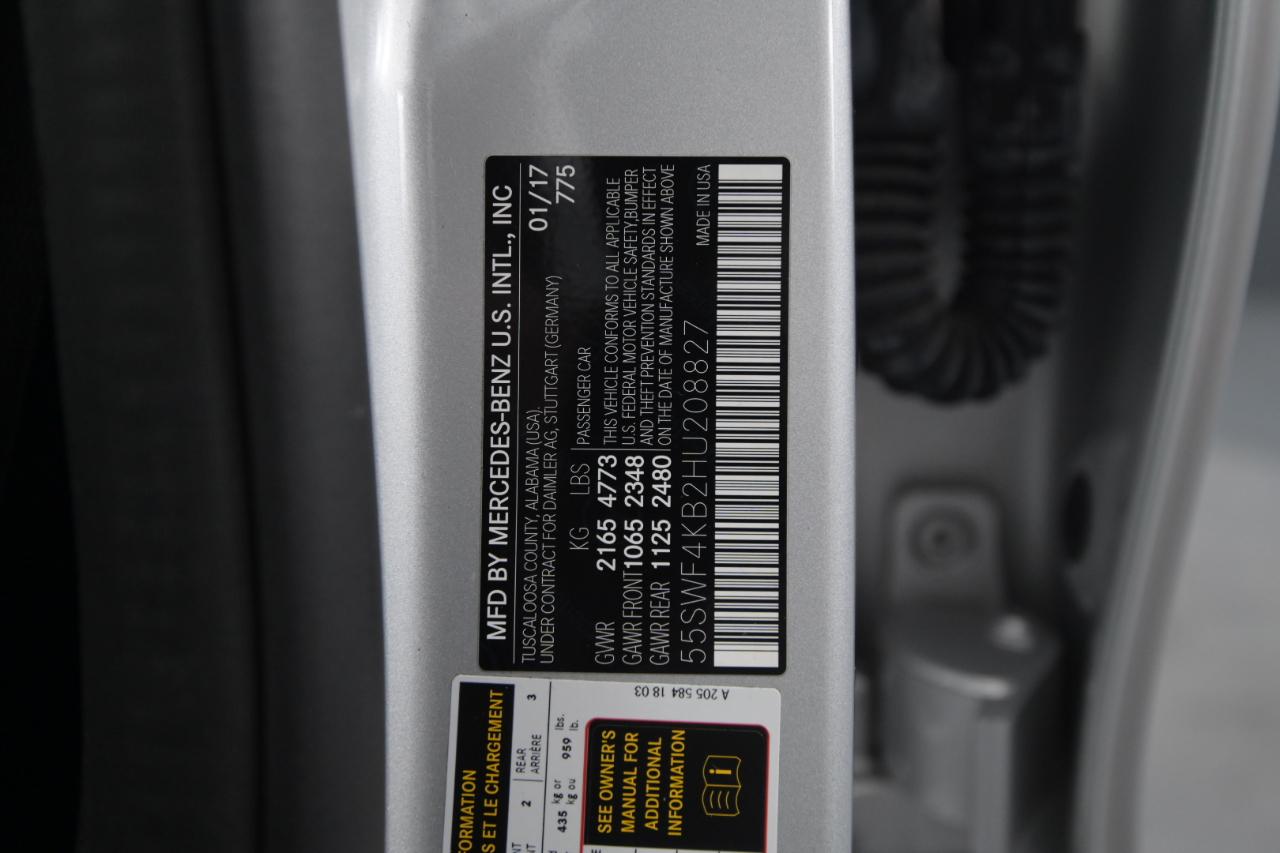 MFD BY MERCEDES-BENZ U.S. INTL., INC
TUSCALOOSA COUNTY, ALABAMA (USA). 01/17
UNDER CONTRACT FOR DAIMLER AG, STUTTGART (GERMANY) 775
KG LBS PASSENGER CAR
GVWR 2165 4773 THIS VEHICLE CONFORMS TO ALL APPLICABLE
GAWR FRONT 1065 2348 U.S. FEDERAL MOTOR VEHICLE SAFETY, BUMPER
GAWR REAR 1125 2480 AND THEFT PREVENTION STANDARDS IN EFFECT
ON THE DATE OF MANUFACTURE SHOWN ABOVE
55SWF4KB2HU208827 MADE IN USA
A 205 584 18 03
S ET LE CHARGEMENT
2 REAR 3
ARRIÈRE
435 kg or 959 lbs.
kg ou lb.
SEE OWNER'S
MANUAL FOR
ADDITIONAL
INFORMATION